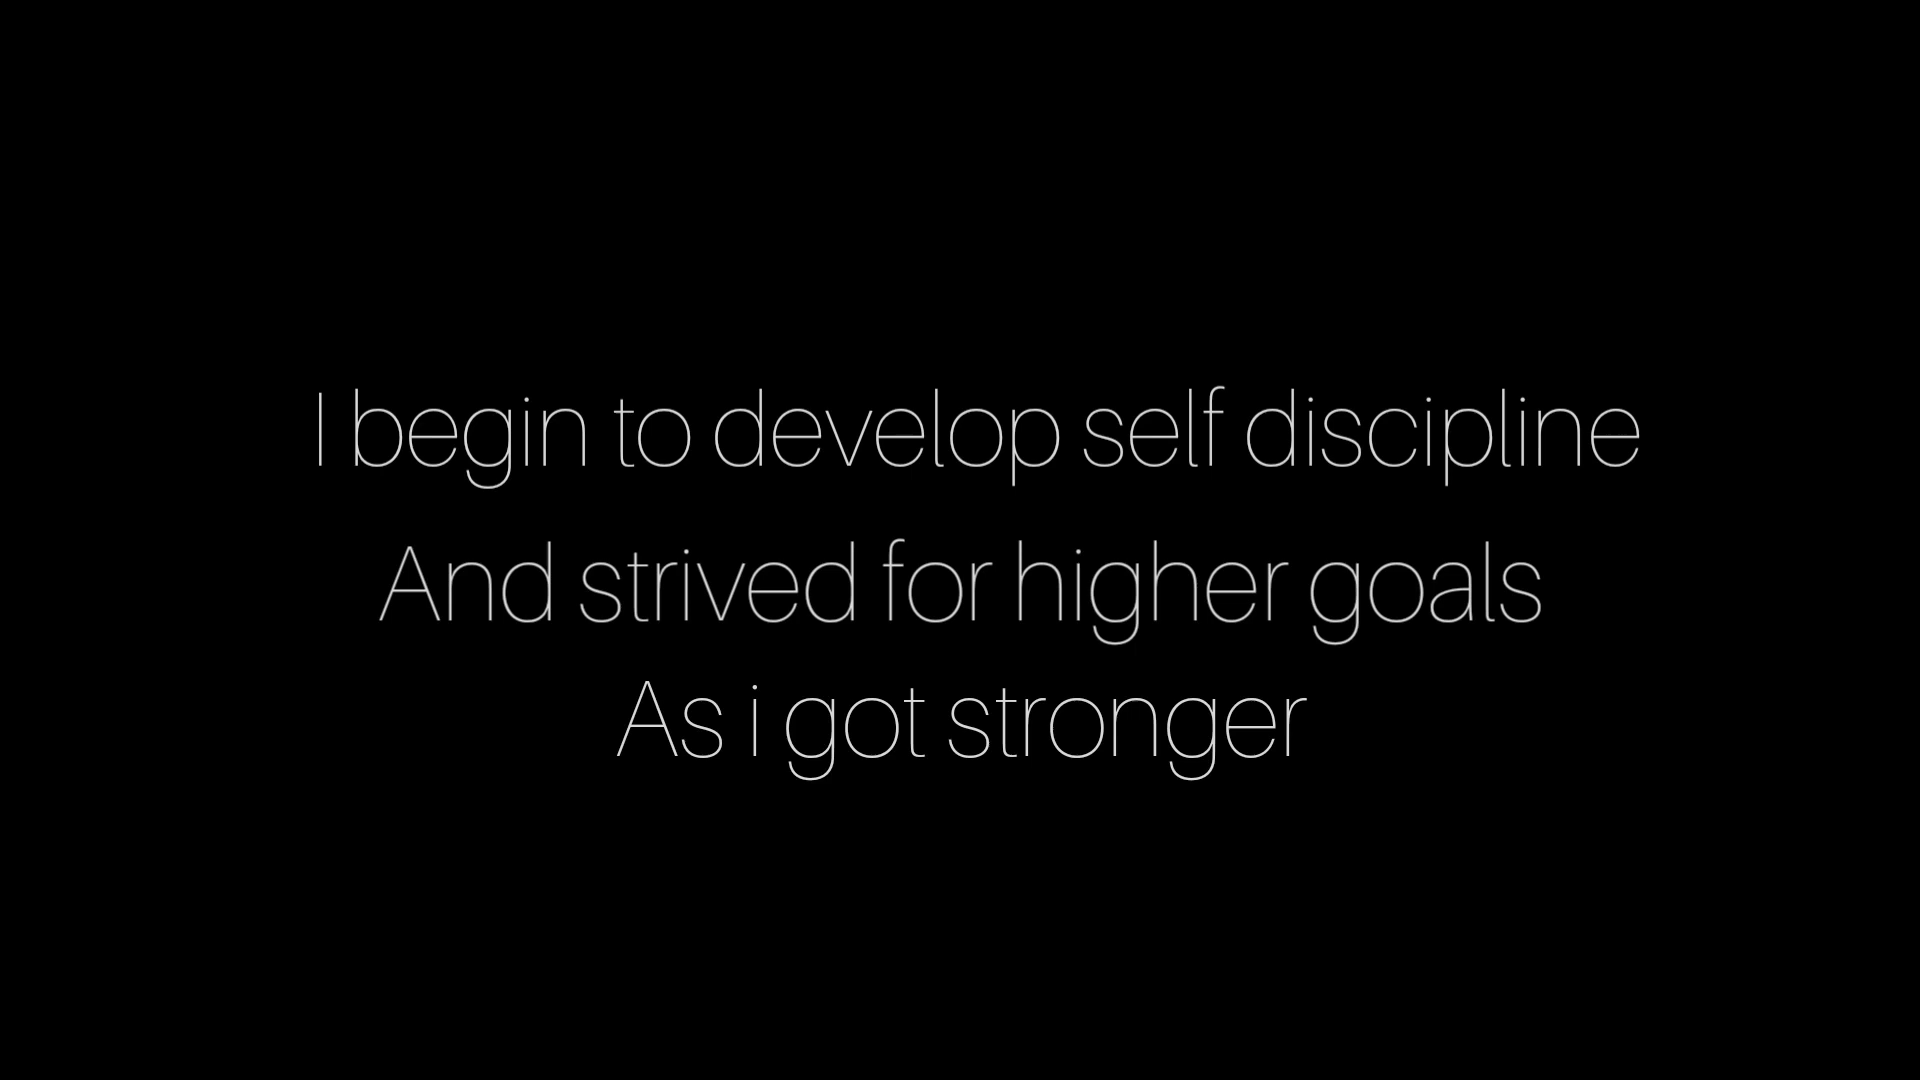 I begin to develop self discipline
And strived for higher goals
As i got stronger